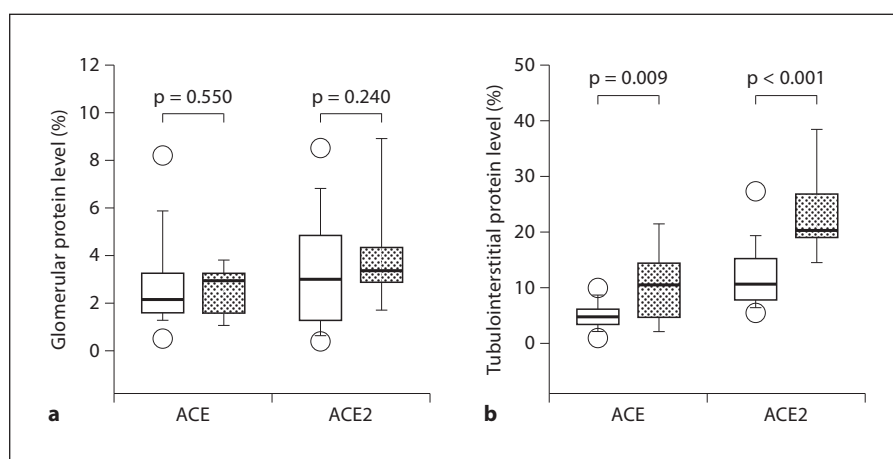 Glomerular protein level (%)
12
10
8
6
4
2
0
p = 0.550
p = 0.240
ACE
ACE2
a
Tubulointerstitial protein level (%)
50
40
30
20
10
0
p = 0.009
p < 0.001
ACE
ACE2
b